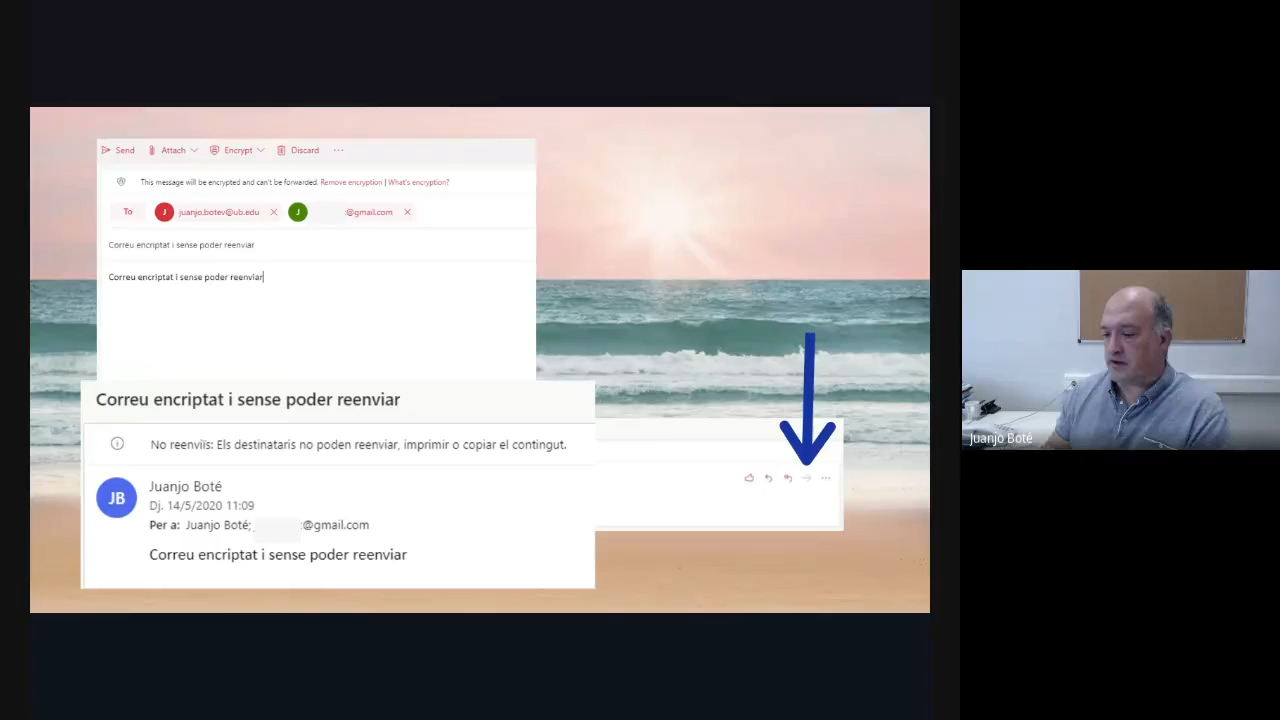 Send Attach Encrypt Discard ...
This message will be encrypted and can't be forwarded. Remove encryption | What's encryption?
To J juanjo.botev@ub.edu J :@gmail.com
Correu encriptat i sense poder reenviar
Correu encriptat i sense poder reenviar
Correu encriptat i sense poder reenviar
No reenviïs: Els destinataris no poden reenviar, imprimir o copiar el contingut.
JB
Juanjo Boté
Dj. 14/5/2020 11:09
Per a: Juanjo Boté; @gmail.com
Correu encriptat i sense poder reenviar
Juanjo Boté